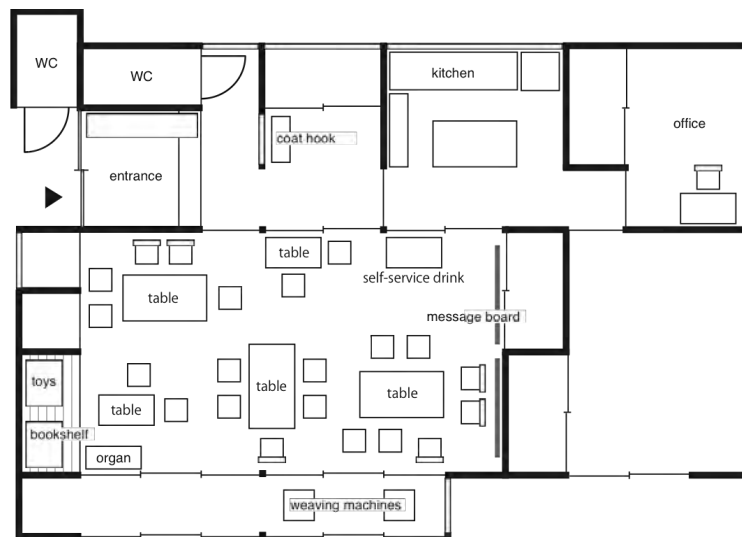 WC
WC
kitchen
office
coat hook
entrance
table
self-service drink
table
message board
toys
table
table
table
bookshelf
organ
weaving machines